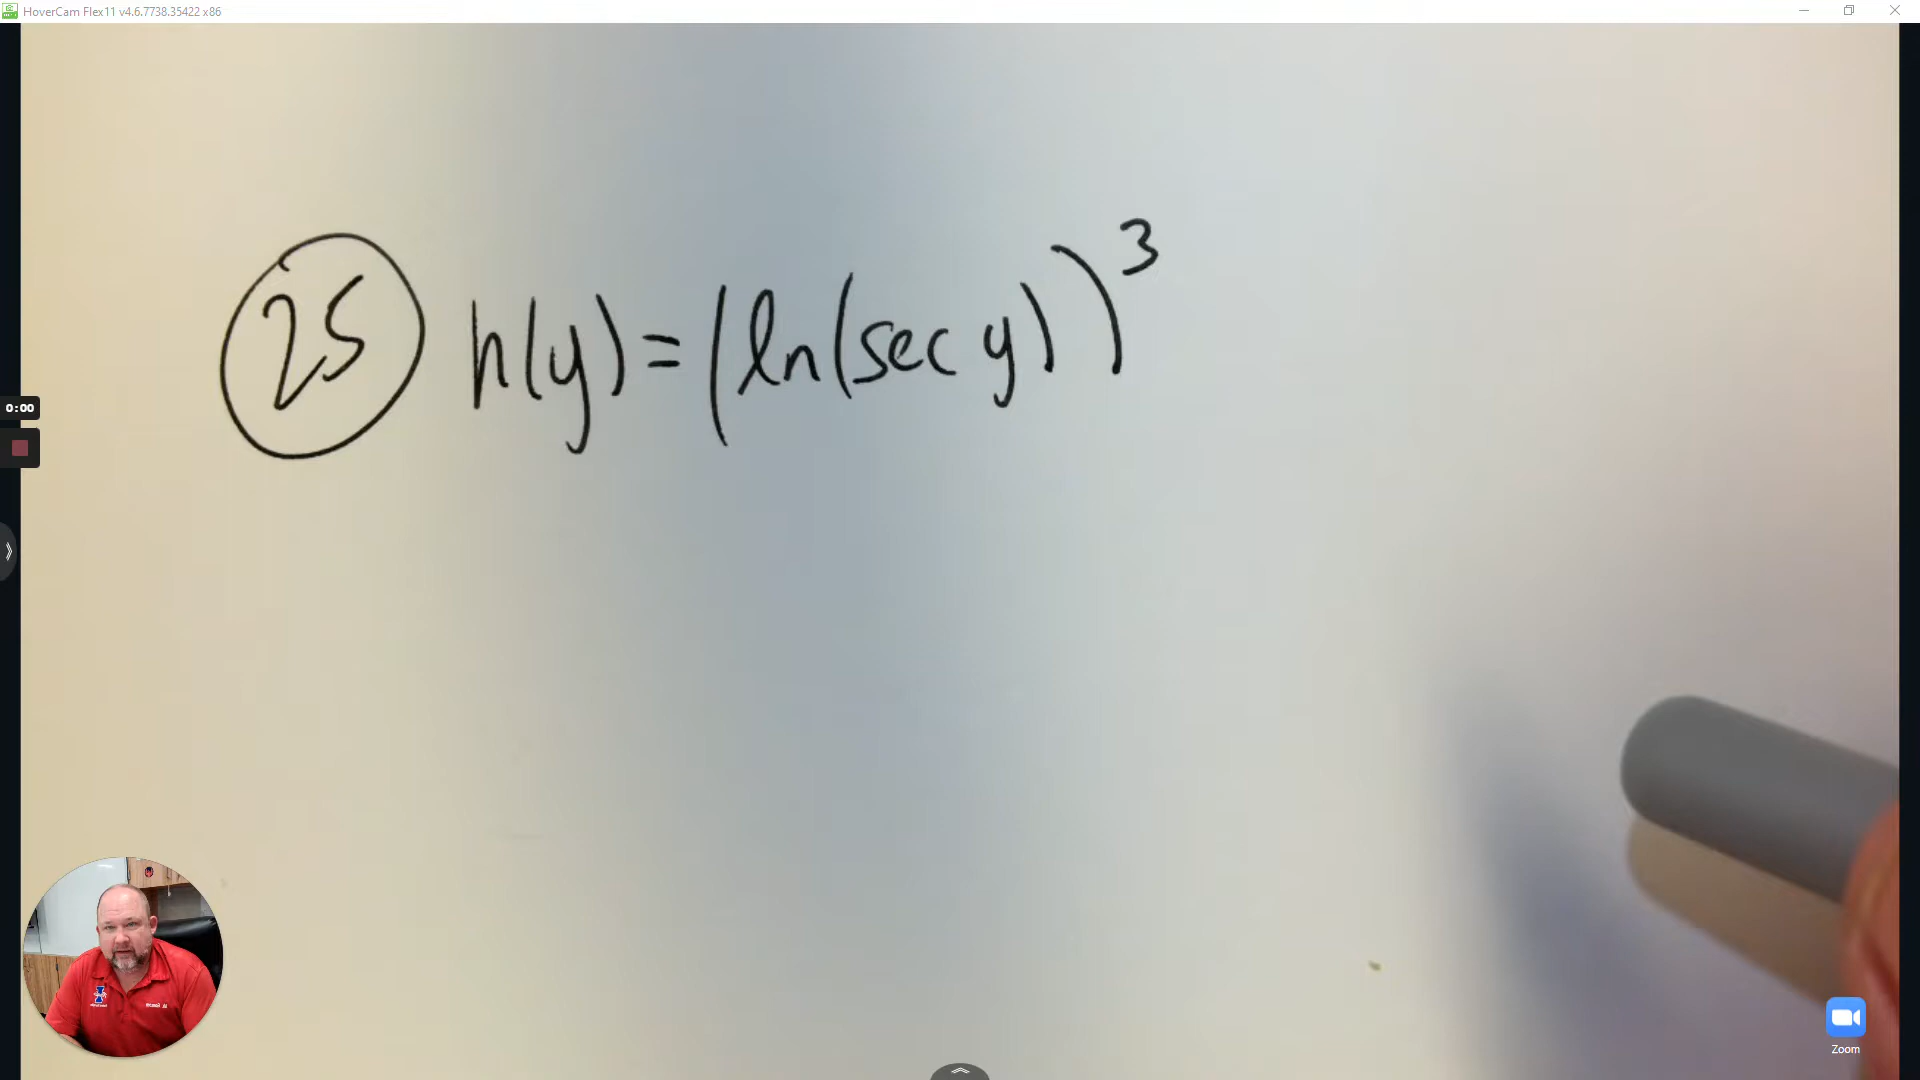 HoverCam Flex11 v4.6.7738.35422 x86
25 h(y)=(ln(sec y))^3
0:00
Zoom